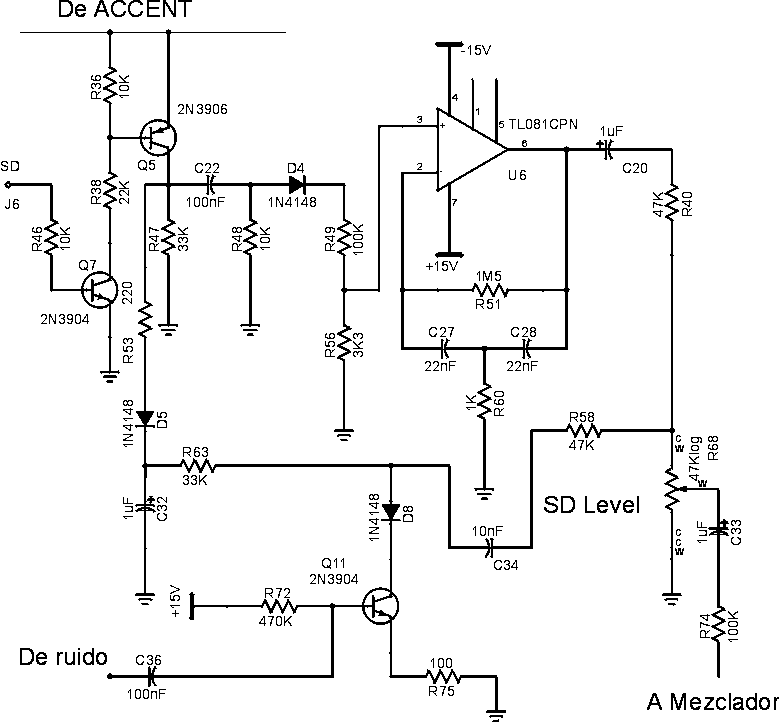 De ACCENT
-15V
R36
10K
2N3906
4
1
3
5
TL081CPN
+
1uF
6
Q5
SD
C22
D4
2
-
U6
C20
J6
R38
22K
100nF
1N4148
7
47K
R40
R46
10K
R47
33K
R48
10K
R49
100K
+15V
Q7
1M5
R51
2N3904
220
R53
R56
3K3
C27
C28
22nF
22nF
1K
R60
1N4148
D5
R58
47K
CW
47Klog
R68
R63
33K
SD Level
1uF
C32
1N4148
D8
10nF
C34
CCW
1uF
C33
Q11
2N3904
+15V
R72
470K
R74
100K
De ruido
C36
100nF
100
R75
A Mezclador